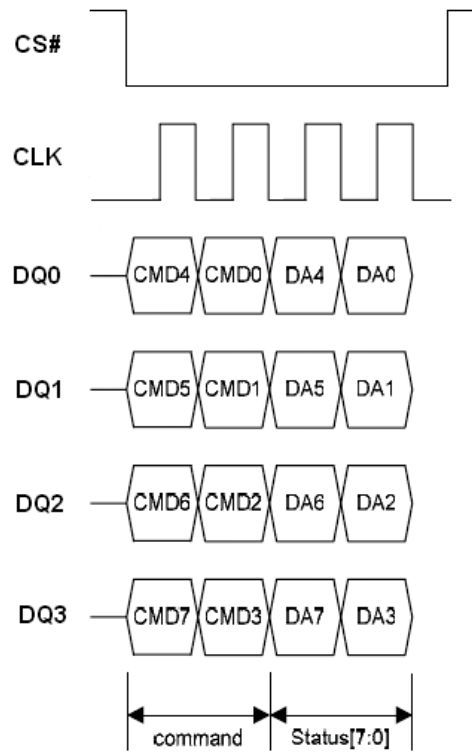 CS#
CLK
DQ0 CMD4 CMD0 DA4 DA0
DQ1 CMD5 CMD1 DA5 DA1
DQ2 CMD6 CMD2 DA6 DA2
DQ3 CMD7 CMD3 DA7 DA3
command Status[7:0]